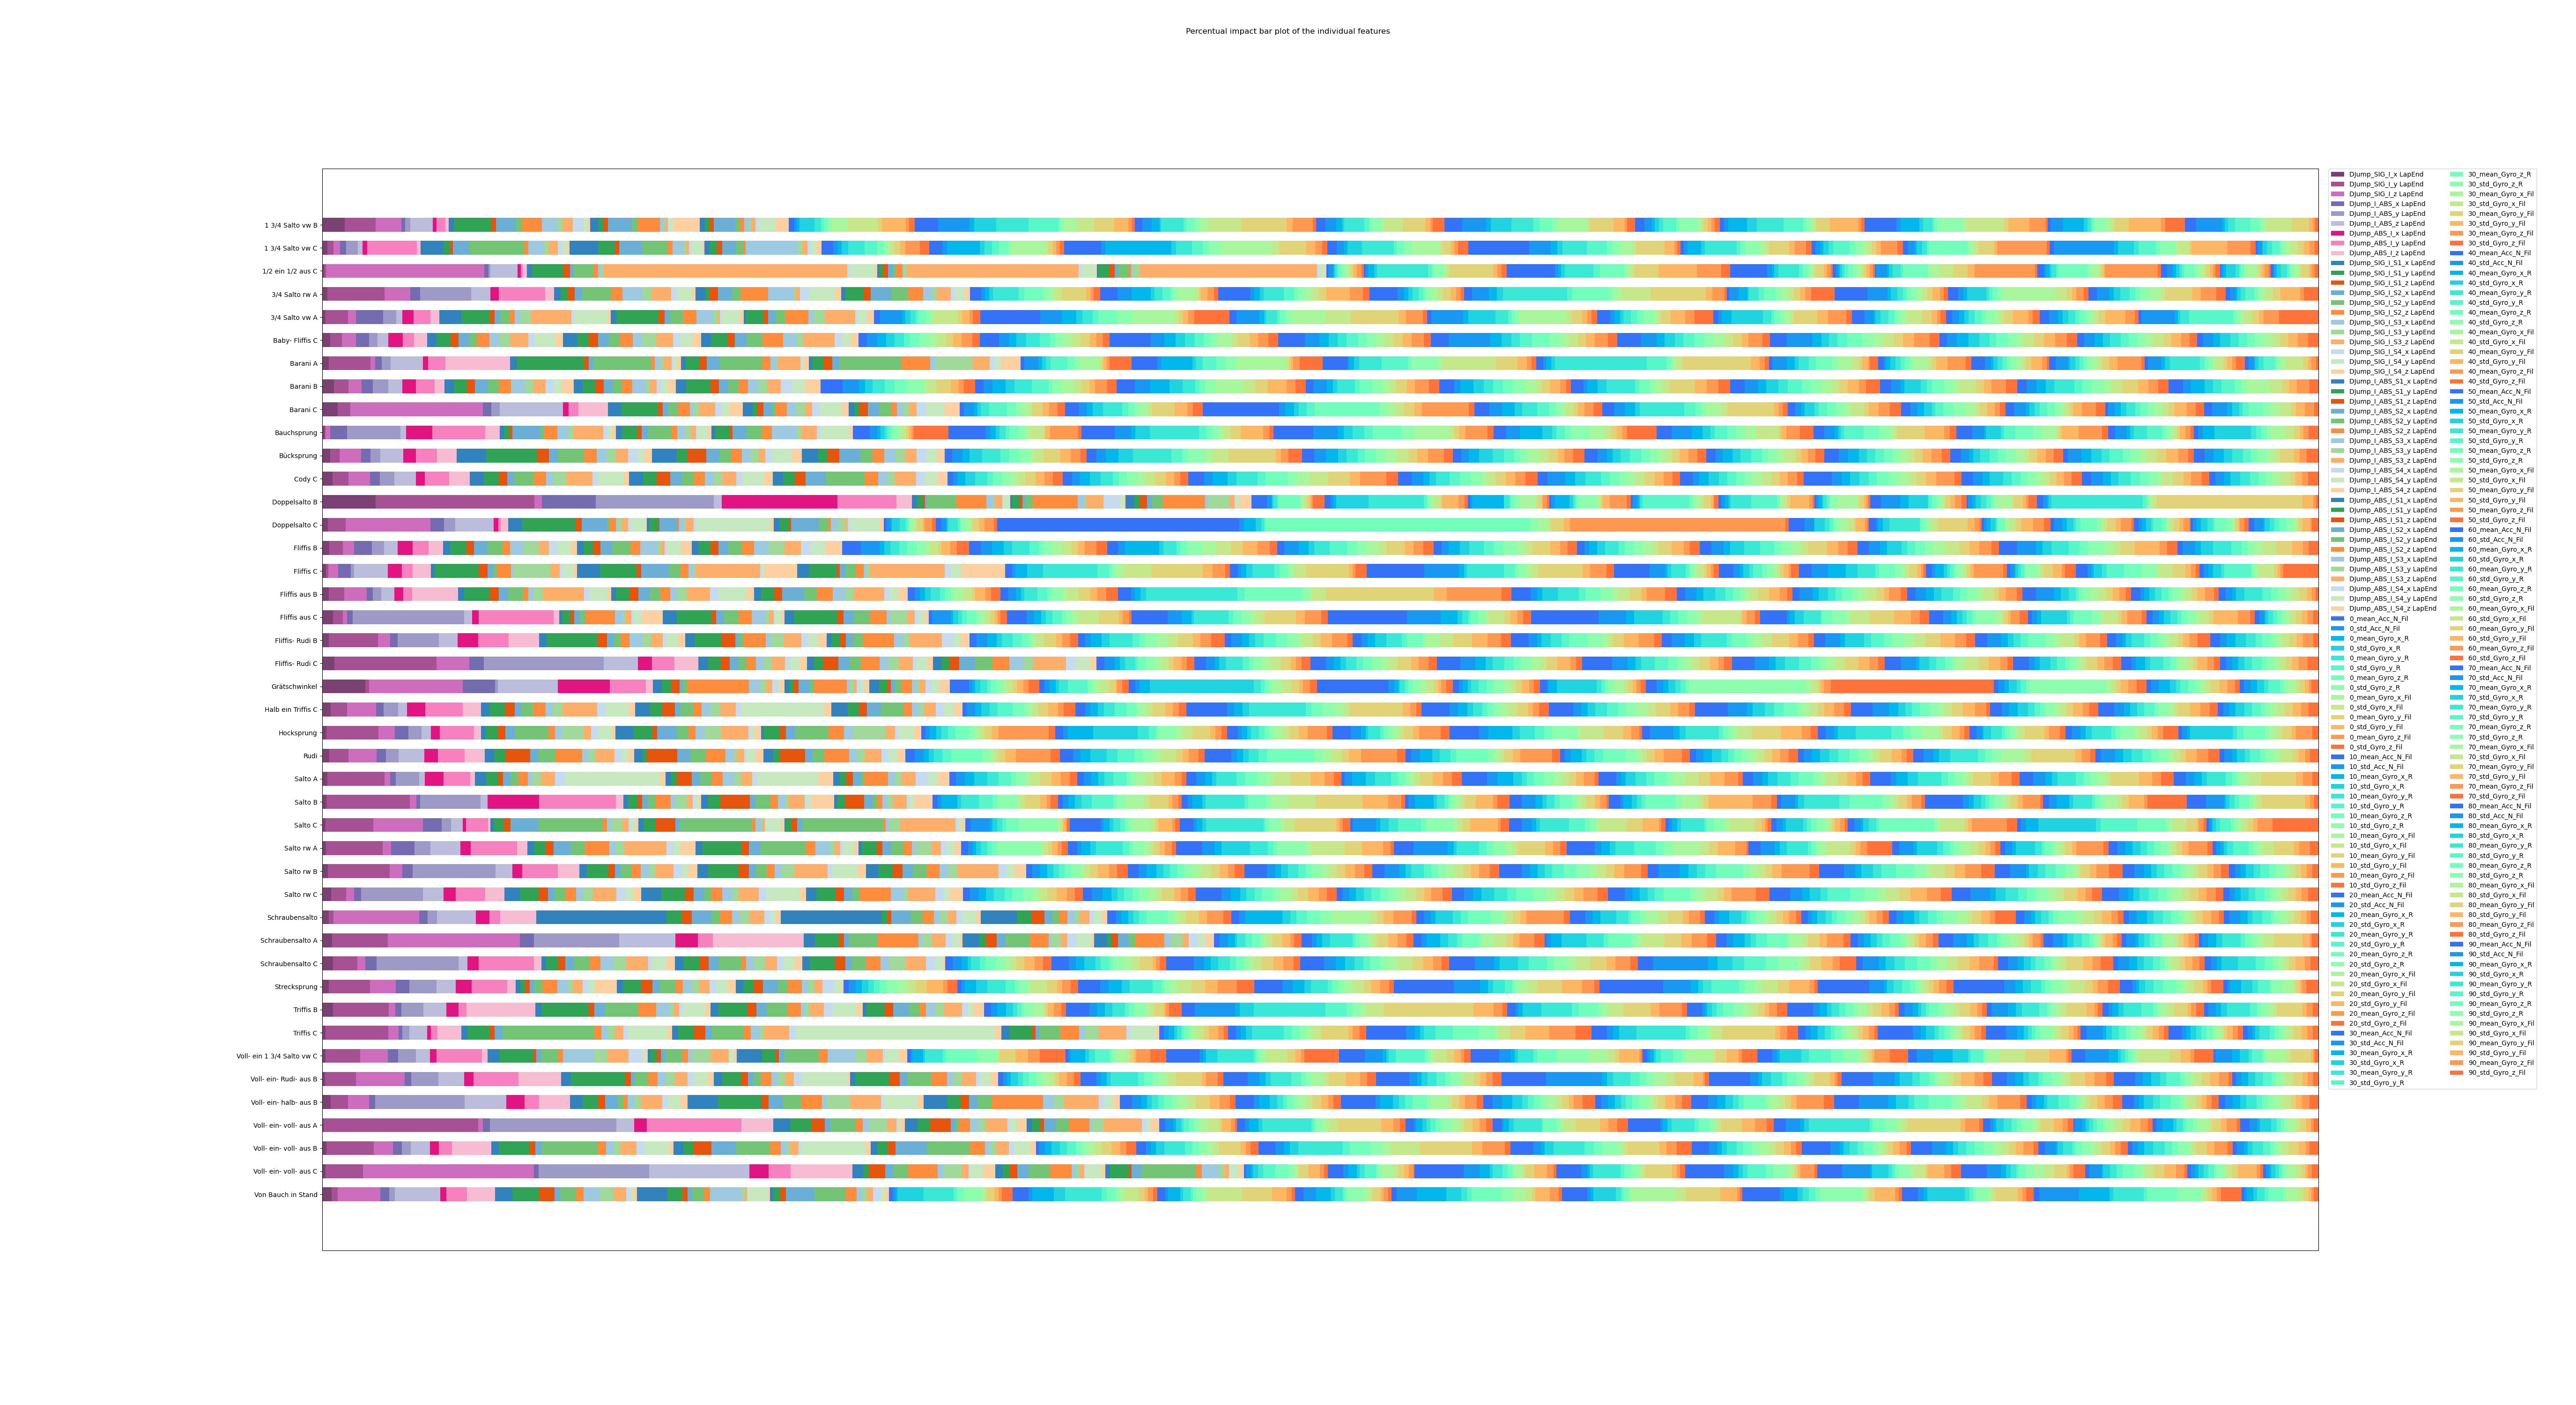 Percentual impact bar plot of the individual features
1 3/4 Salto vw B
1 3/4 Salto vw C
1/2 ein 1/2 aus C
3/4 Salto rw A
3/4 Salto vw A
Baby- Fliffis C
Barani A
Barani B
Barani C
Bauchsprung
Bücksprung
Cody C
Doppelsalto B
Doppelsalto C
Fliffis B
Fliffis C
Fliffis aus B
Fliffis aus C
Fliffis- Rudi B
Fliffis- Rudi C
Grätschwinkel
Halb ein Triffis C
Hocksprung
Rudi
Salto A
Salto B
Salto C
Salto rw A
Salto rw B
Salto rw C
Schraubensalto
Schraubensalto A
Schraubensalto C
Strecksprung
Triffis B
Triffis C
Voll- ein 1 3/4 Salto vw C
Voll- ein- Rudi- aus B
Voll- ein- halb- aus B
Voll- ein- voll- aus A
Voll- ein- voll- aus B
Voll- ein- voll- aus C
Von Bauch in Stand
DJump_SIG_I_x LapEnd
DJump_SIG_I_y LapEnd
DJump_SIG_I_z LapEnd
DJump_I_ABS_x LapEnd
DJump_I_ABS_y LapEnd
DJump_I_ABS_z LapEnd
DJump_ABS_I_x LapEnd
DJump_ABS_I_y LapEnd
DJump_ABS_I_z LapEnd
DJump_SIG_I_S1_x LapEnd
DJump_SIG_I_S1_y LapEnd
DJump_SIG_I_S1_z LapEnd
DJump_SIG_I_S2_x LapEnd
DJump_SIG_I_S2_y LapEnd
DJump_SIG_I_S2_z LapEnd
DJump_SIG_I_S3_x LapEnd
DJump_SIG_I_S3_y LapEnd
DJump_SIG_I_S3_z LapEnd
DJump_SIG_I_S4_x LapEnd
DJump_SIG_I_S4_y LapEnd
DJump_SIG_I_S4_z LapEnd
DJump_I_ABS_S1_x LapEnd
DJump_I_ABS_S1_y LapEnd
DJump_I_ABS_S1_z LapEnd
DJump_I_ABS_S2_x LapEnd
DJump_I_ABS_S2_y LapEnd
DJump_I_ABS_S2_z LapEnd
DJump_I_ABS_S3_x LapEnd
DJump_I_ABS_S3_y LapEnd
DJump_I_ABS_S3_z LapEnd
DJump_I_ABS_S4_x LapEnd
DJump_I_ABS_S4_y LapEnd
DJump_I_ABS_S4_z LapEnd
DJump_ABS_I_S1_x LapEnd
DJump_ABS_I_S1_y LapEnd
DJump_ABS_I_S1_z LapEnd
DJump_ABS_I_S2_x LapEnd
DJump_ABS_I_S2_y LapEnd
DJump_ABS_I_S2_z LapEnd
DJump_ABS_I_S3_x LapEnd
DJump_ABS_I_S3_y LapEnd
DJump_ABS_I_S3_z LapEnd
DJump_ABS_I_S4_x LapEnd
DJump_ABS_I_S4_y LapEnd
DJump_ABS_I_S4_z LapEnd
0_mean_Acc_N_Fil
0_std_Acc_N_Fil
0_mean_Gyro_x_R
0_std_Gyro_x_R
0_mean_Gyro_y_R
0_std_Gyro_y_R
0_mean_Gyro_z_R
0_std_Gyro_z_R
0_mean_Gyro_x_Fil
0_std_Gyro_x_Fil
0_mean_Gyro_y_Fil
0_std_Gyro_y_Fil
0_mean_Gyro_z_Fil
0_std_Gyro_z_Fil
10_mean_Acc_N_Fil
10_std_Acc_N_Fil
10_mean_Gyro_x_R
10_std_Gyro_x_R
10_mean_Gyro_y_R
10_std_Gyro_y_R
10_mean_Gyro_z_R
10_std_Gyro_z_R
10_mean_Gyro_x_Fil
10_std_Gyro_x_Fil
10_mean_Gyro_y_Fil
10_std_Gyro_y_Fil
10_mean_Gyro_z_Fil
10_std_Gyro_z_Fil
20_mean_Acc_N_Fil
20_std_Acc_N_Fil
20_mean_Gyro_x_R
20_std_Gyro_x_R
20_mean_Gyro_y_R
20_std_Gyro_y_R
20_mean_Gyro_z_R
20_std_Gyro_z_R
20_mean_Gyro_x_Fil
20_std_Gyro_x_Fil
20_mean_Gyro_y_Fil
20_std_Gyro_y_Fil
20_mean_Gyro_z_Fil
20_std_Gyro_z_Fil
30_mean_Acc_N_Fil
30_std_Acc_N_Fil
30_mean_Gyro_x_R
30_std_Gyro_x_R
30_mean_Gyro_y_R
30_std_Gyro_y_R
30_mean_Gyro_z_R
30_std_Gyro_z_R
30_mean_Gyro_x_Fil
30_std_Gyro_x_Fil
30_mean_Gyro_y_Fil
30_std_Gyro_y_Fil
30_mean_Gyro_z_Fil
30_std_Gyro_z_Fil
40_mean_Acc_N_Fil
40_std_Acc_N_Fil
40_mean_Gyro_x_R
40_std_Gyro_x_R
40_mean_Gyro_y_R
40_std_Gyro_y_R
40_mean_Gyro_z_R
40_std_Gyro_z_R
40_mean_Gyro_x_Fil
40_std_Gyro_x_Fil
40_mean_Gyro_y_Fil
40_std_Gyro_y_Fil
40_mean_Gyro_z_Fil
40_std_Gyro_z_Fil
50_mean_Acc_N_Fil
50_std_Acc_N_Fil
50_mean_Gyro_x_R
50_std_Gyro_x_R
50_mean_Gyro_y_R
50_std_Gyro_y_R
50_mean_Gyro_z_R
50_std_Gyro_z_R
50_mean_Gyro_x_Fil
50_std_Gyro_x_Fil
50_mean_Gyro_y_Fil
50_std_Gyro_y_Fil
50_mean_Gyro_z_Fil
50_std_Gyro_z_Fil
60_mean_Acc_N_Fil
60_std_Acc_N_Fil
60_mean_Gyro_x_R
60_std_Gyro_x_R
60_mean_Gyro_y_R
60_std_Gyro_y_R
60_mean_Gyro_z_R
60_std_Gyro_z_R
60_mean_Gyro_x_Fil
60_std_Gyro_x_Fil
60_mean_Gyro_y_Fil
60_std_Gyro_y_Fil
60_mean_Gyro_z_Fil
60_std_Gyro_z_Fil
70_mean_Acc_N_Fil
70_std_Acc_N_Fil
70_mean_Gyro_x_R
70_std_Gyro_x_R
70_mean_Gyro_y_R
70_std_Gyro_y_R
70_mean_Gyro_z_R
70_std_Gyro_z_R
70_mean_Gyro_x_Fil
70_std_Gyro_x_Fil
70_mean_Gyro_y_Fil
70_std_Gyro_y_Fil
70_mean_Gyro_z_Fil
70_std_Gyro_z_Fil
80_mean_Acc_N_Fil
80_std_Acc_N_Fil
80_mean_Gyro_x_R
80_std_Gyro_x_R
80_mean_Gyro_y_R
80_std_Gyro_y_R
80_mean_Gyro_z_R
80_std_Gyro_z_R
80_mean_Gyro_x_Fil
80_std_Gyro_x_Fil
80_mean_Gyro_y_Fil
80_std_Gyro_y_Fil
80_mean_Gyro_z_Fil
80_std_Gyro_z_Fil
90_mean_Acc_N_Fil
90_std_Acc_N_Fil
90_mean_Gyro_x_R
90_std_Gyro_x_R
90_mean_Gyro_y_R
90_std_Gyro_y_R
90_mean_Gyro_z_R
90_std_Gyro_z_R
90_mean_Gyro_x_Fil
90_std_Gyro_x_Fil
90_mean_Gyro_y_Fil
90_std_Gyro_y_Fil
90_mean_Gyro_z_Fil
90_std_Gyro_z_Fil